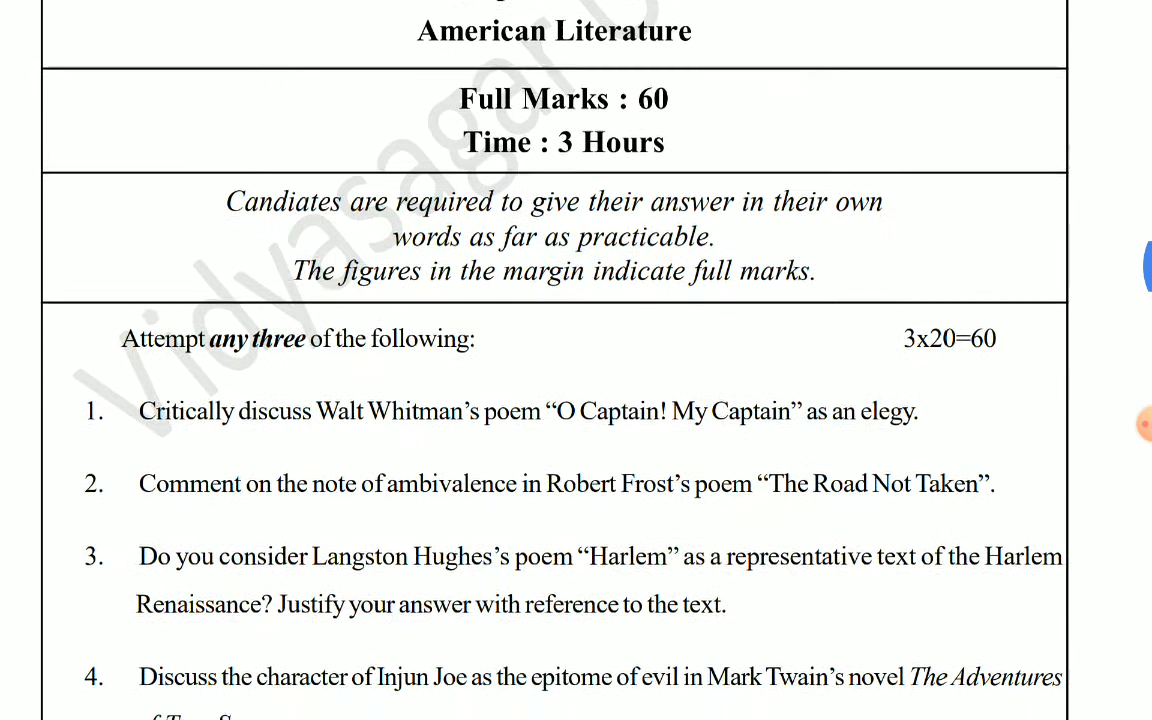 American Literature
Full Marks : 60
Time : 3 Hours
Candiates are required to give their answer in their own
words as far as practicable.
The figures in the margin indicate full marks.
Attempt any three of the following: 3x20=60
1. Critically discuss Walt Whitman’s poem “O Captain! My Captain” as an elegy.
2. Comment on the note of ambivalence in Robert Frost’s poem “The Road Not Taken”.
3. Do you consider Langston Hughes’s poem “Harlem” as a representative text of the Harlem
Renaissance? Justify your answer with reference to the text.
4. Discuss the character of Injun Joe as the epitome of evil in Mark Twain’s novel The Adventures
Vidyasagar